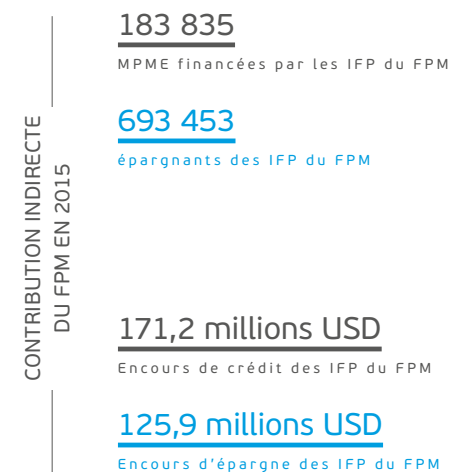 CONTRIBUTION INDIRECTE
DU FPM EN 2015
183 835
MPME financées par les IFP du FPM
693 453
épargnants des IFP du FPM
171,2 millions USD
Encours de crédit des IFP du FPM
125,9 millions USD
Encours d'épargne des IFP du FPM